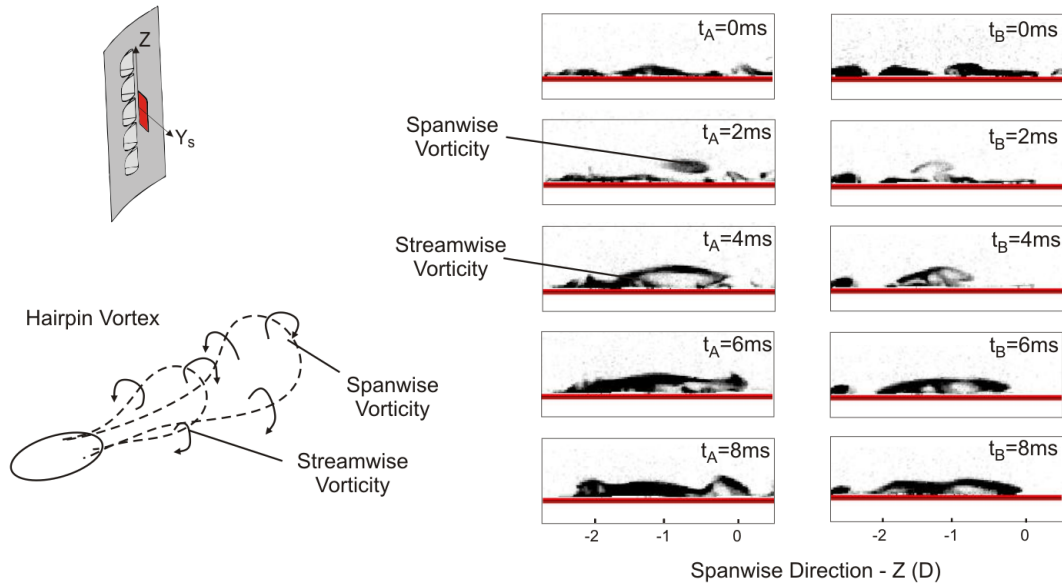 Z
Y_S
Hairpin Vortex
Spanwise
Vorticity
Streamwise
Vorticity
Spanwise
Vorticity
Streamwise
Vorticity
t_A=0ms
t_B=0ms
t_A=2ms
t_B=2ms
t_A=4ms
t_B=4ms
t_A=6ms
t_B=6ms
t_A=8ms
t_B=8ms
-2 -1 0
-2 -1 0
Spanwise Direction - Z (D)